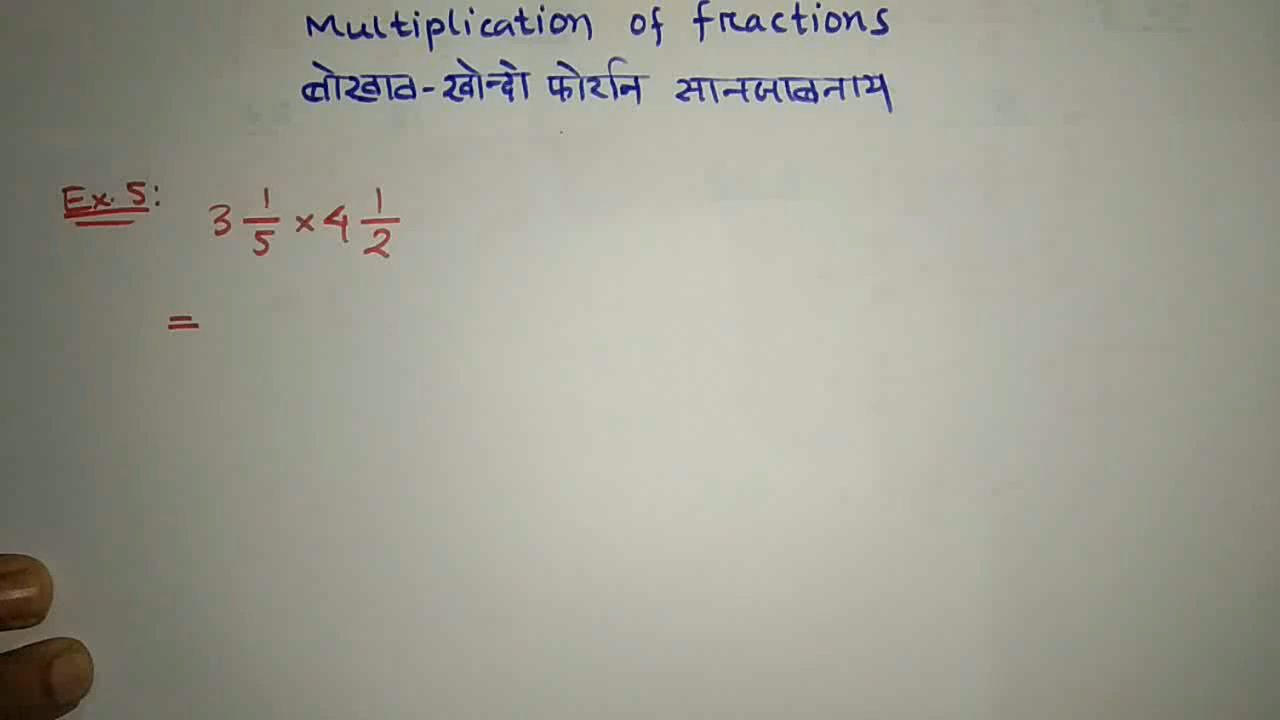 Multiplication of fractions
बोखाव-खोन्दो फोरनि सानजाबनाय
Ex. 5: 3 1/5 × 4 1/2
=